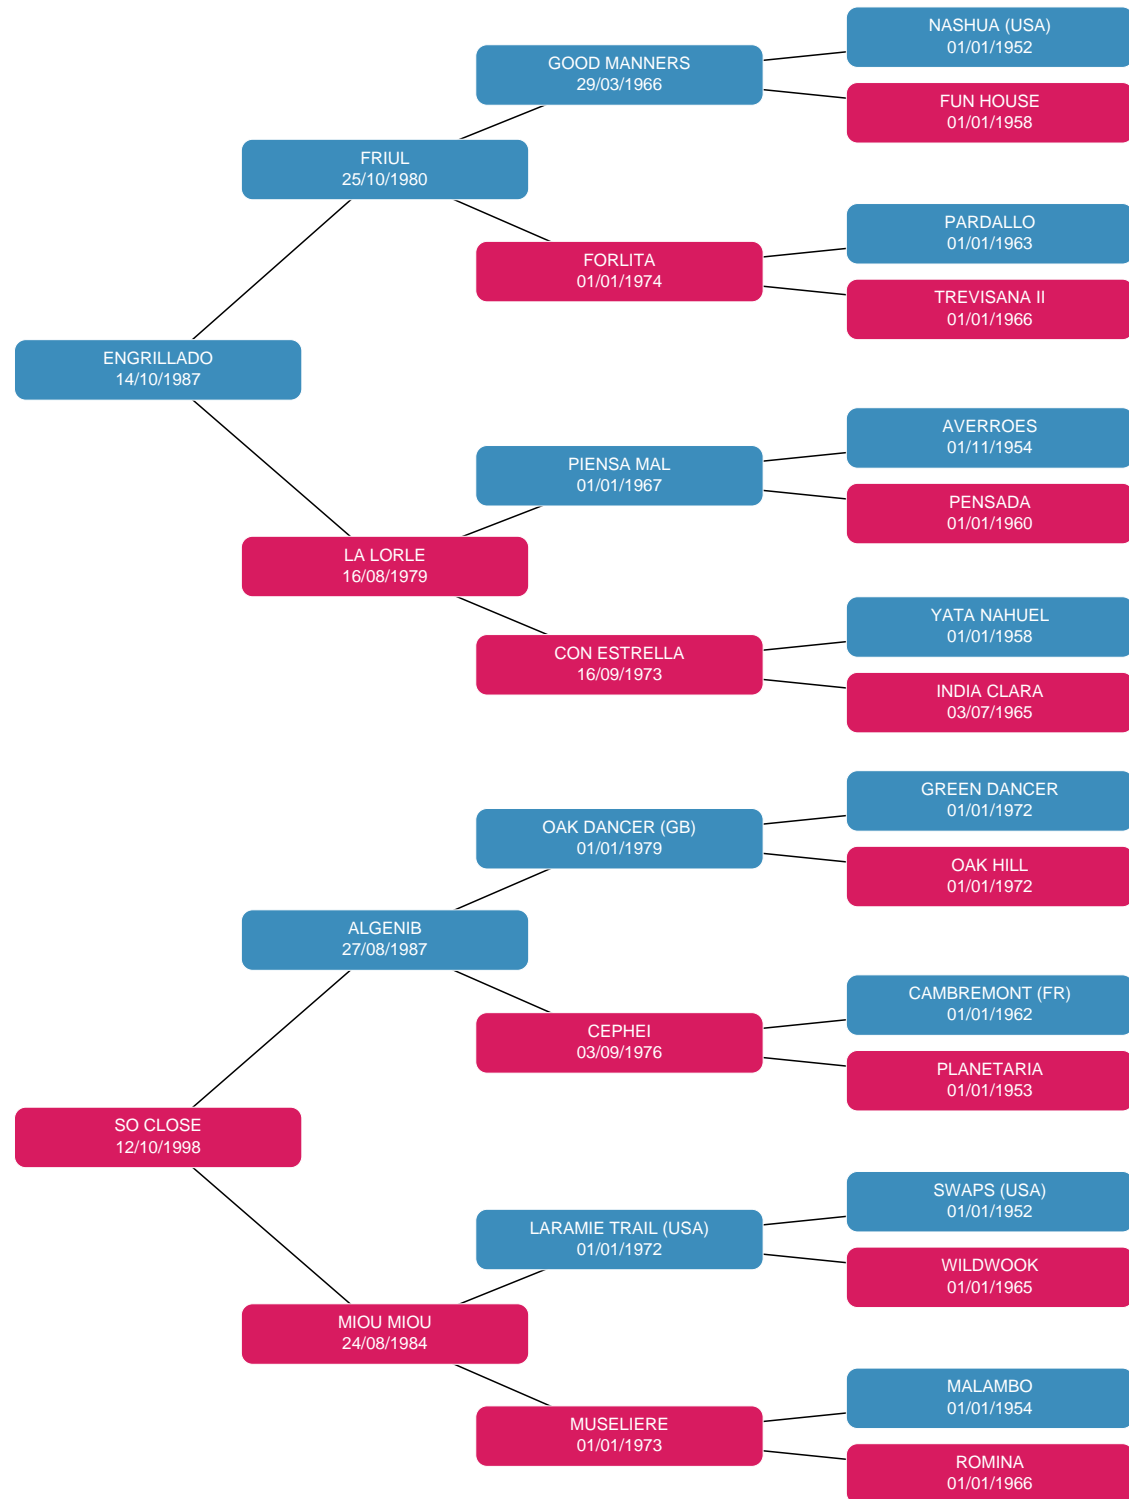 NASHUA (USA)
01/01/1952
GOOD MANNERS
29/03/1966
FUN HOUSE
01/01/1958
FRIUL
25/10/1980
PARDALLO
01/01/1963
FORLITA
01/01/1974
TREVISANA II
01/01/1966
ENGRILLADO
14/10/1987
AVERROES
01/11/1954
PIENSA MAL
01/01/1967
PENSADA
01/01/1960
LA LORLE
16/08/1979
YATA NAHUEL
01/01/1958
CON ESTRELLA
16/09/1973
INDIA CLARA
03/07/1965
GREEN DANCER
01/01/1972
OAK DANCER (GB)
01/01/1979
OAK HILL
01/01/1972
ALGENIB
27/08/1987
CAMBREMONT (FR)
01/01/1962
CEPHEI
03/09/1976
PLANETARIA
01/01/1953
SO CLOSE
12/10/1998
SWAPS (USA)
01/01/1952
LARAMIE TRAIL (USA)
01/01/1972
WILDWOOK
01/01/1965
MIOU MIOU
24/08/1984
MALAMBO
01/01/1954
MUSELIERE
01/01/1973
ROMINA
01/01/1966